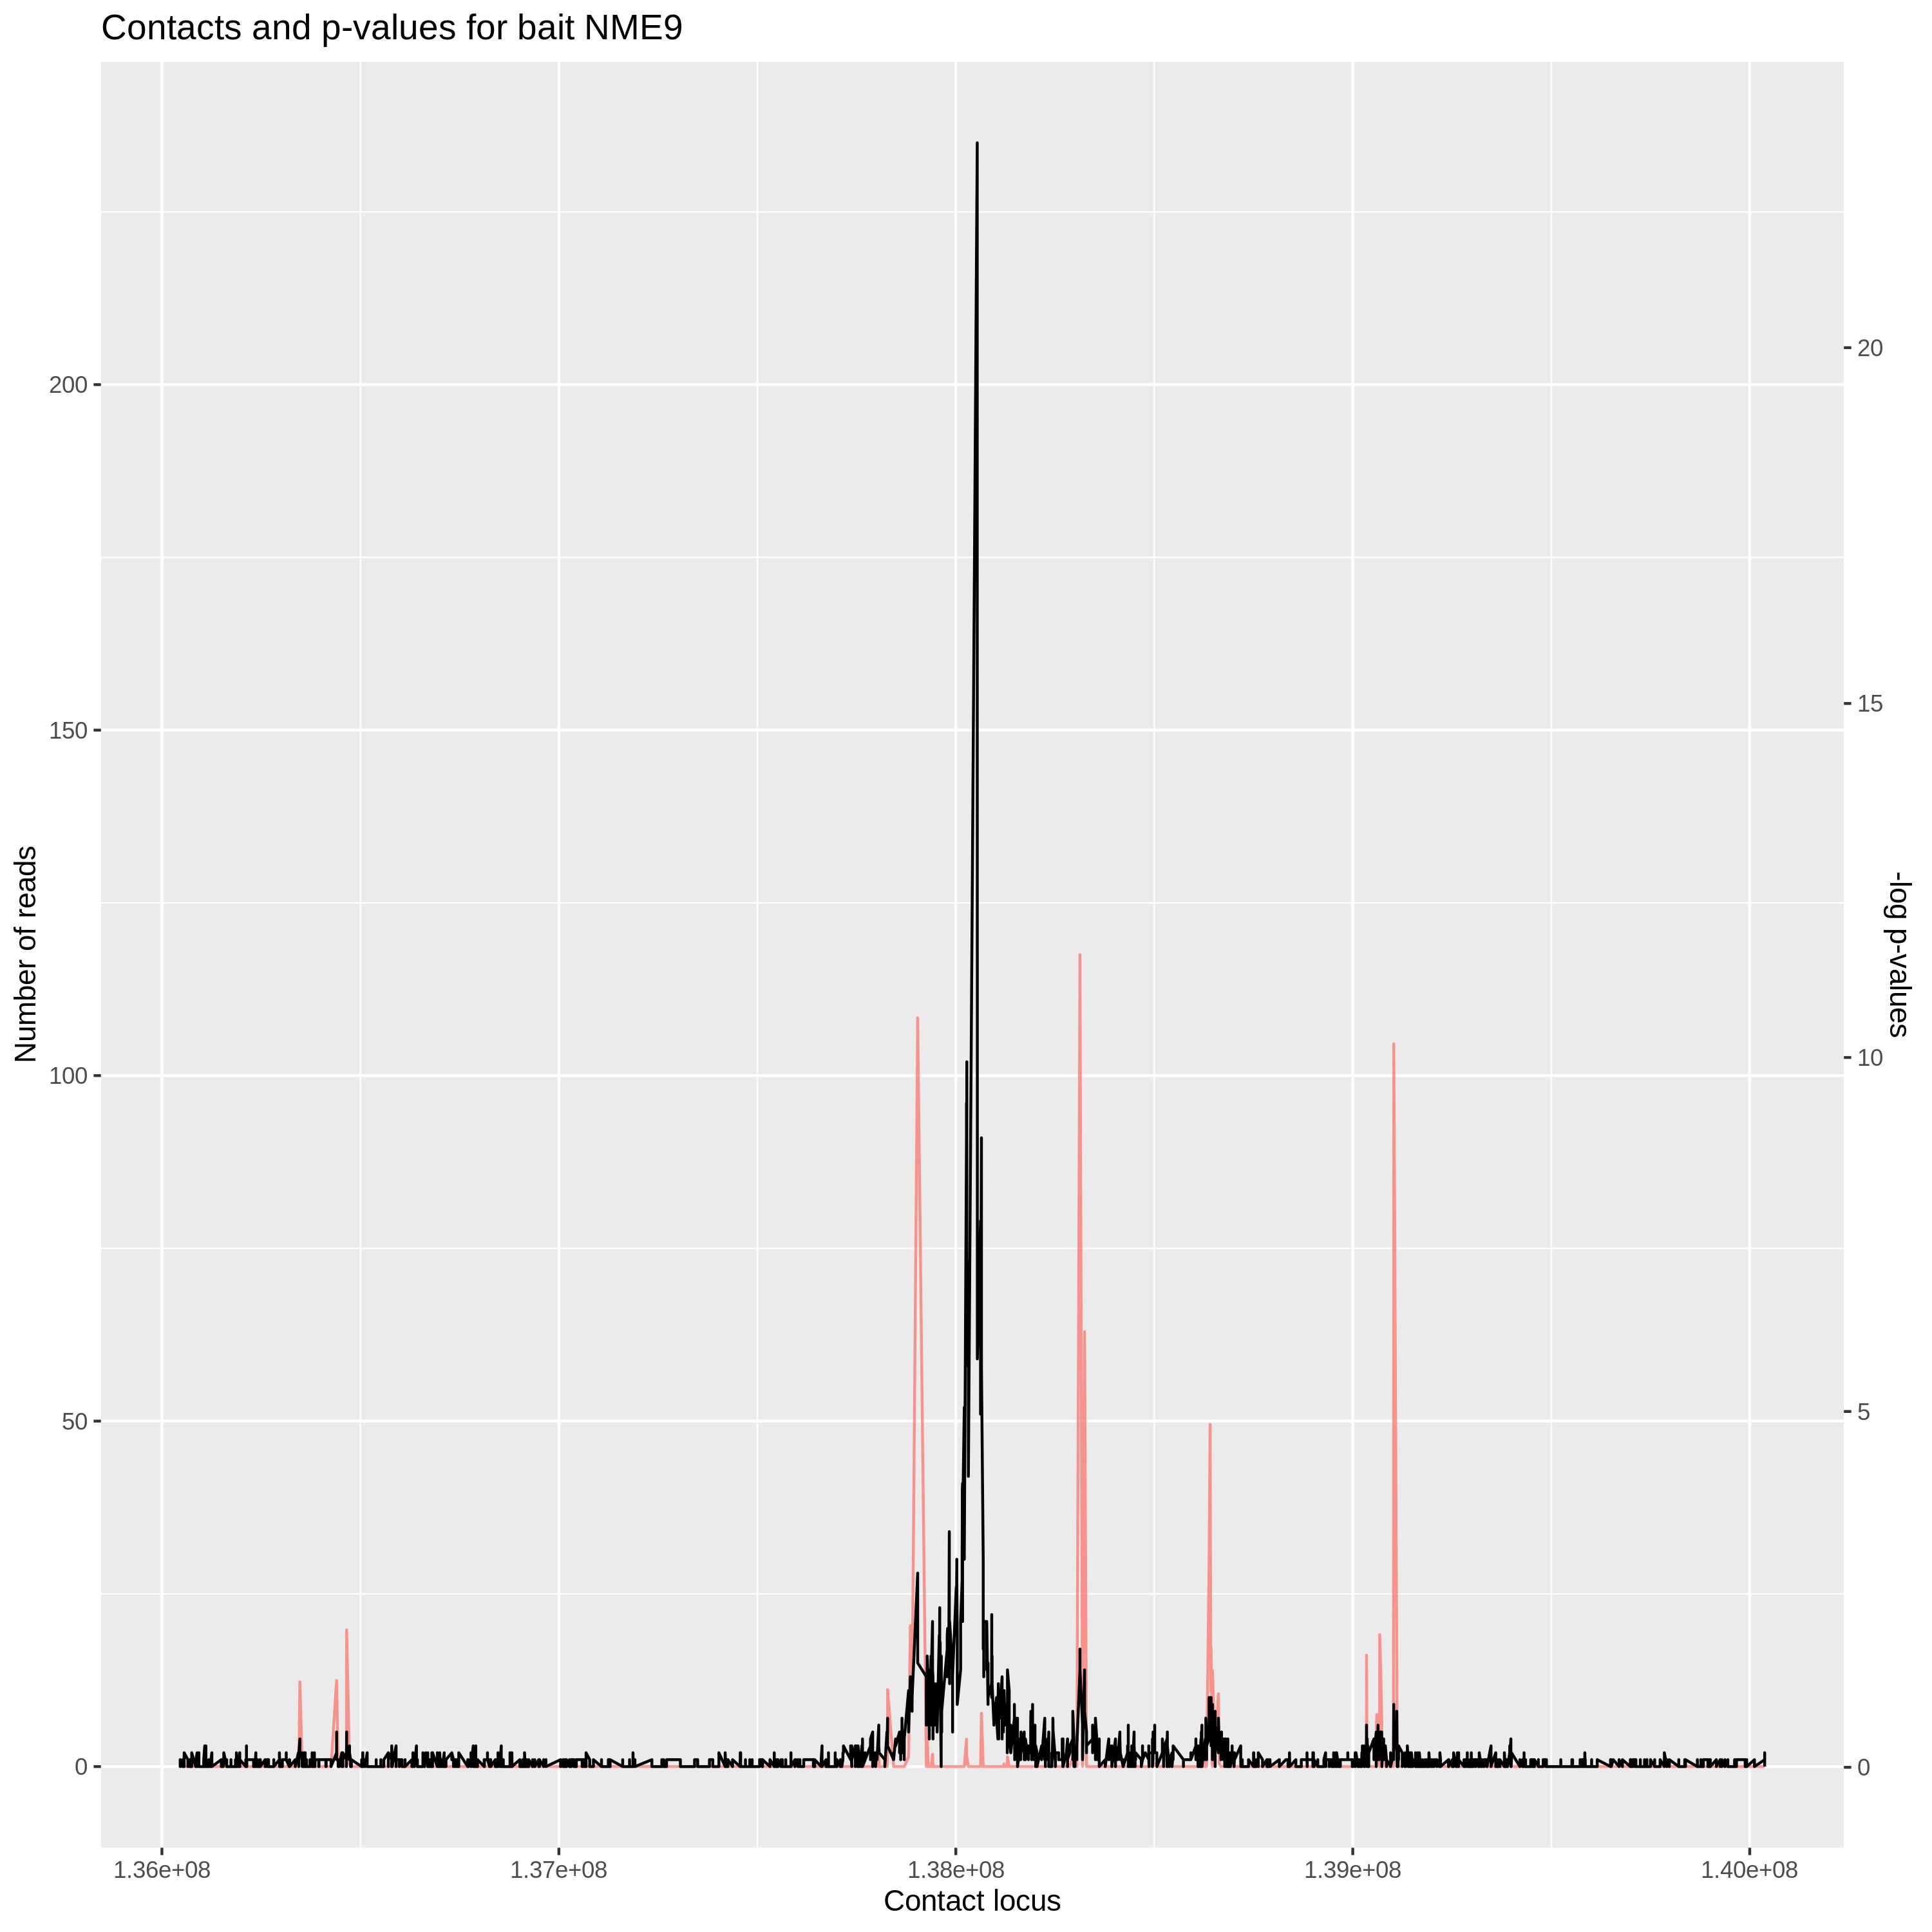 Contacts and p-values for bait NME9
Number of reads
200
150
100
50
0
20
15
10
5
0
-log p-values
1.36e+08
1.37e+08
1.38e+08
1.39e+08
1.40e+08
Contact locus